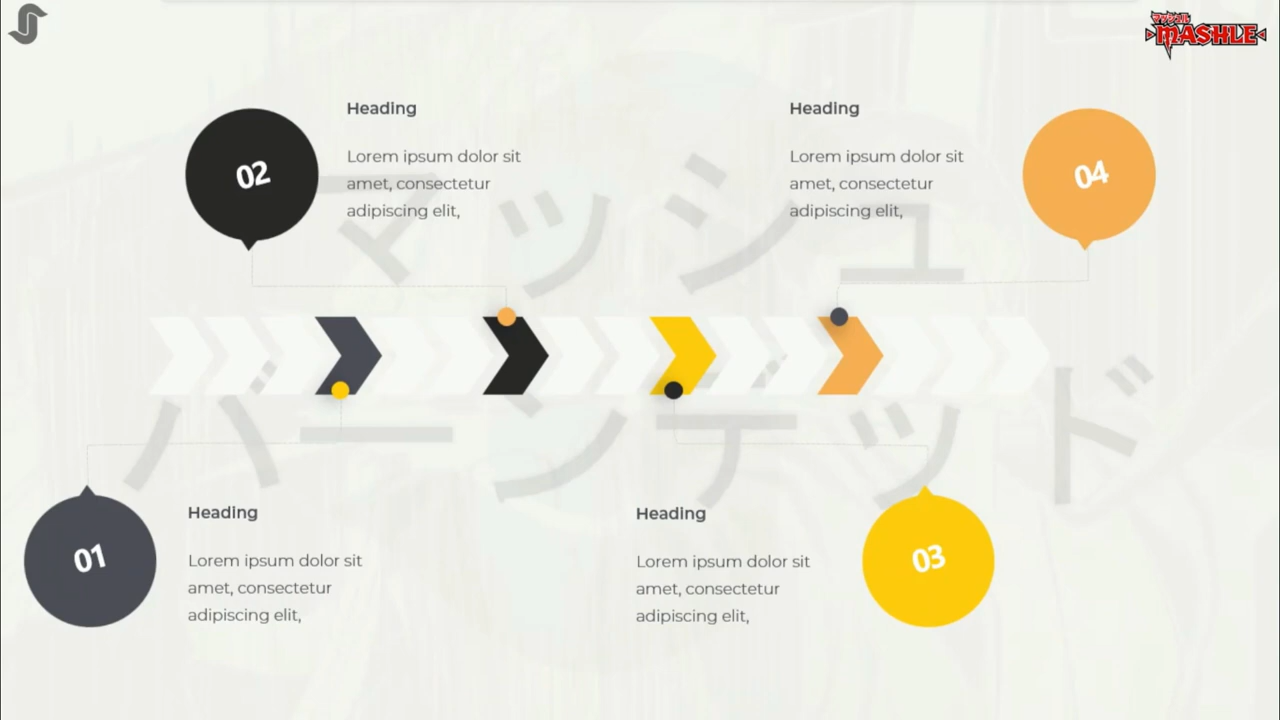 マッシュル
MASHLE
02
Heading
Lorem ipsum dolor sit
amet, consectetur
adipiscing elit,
Heading
Lorem ipsum dolor sit
amet, consectetur
adipiscing elit,
04
マッシュ
バーンデッド
01
Heading
Lorem ipsum dolor sit
amet, consectetur
adipiscing elit,
Heading
Lorem ipsum dolor sit
amet, consectetur
adipiscing elit,
03